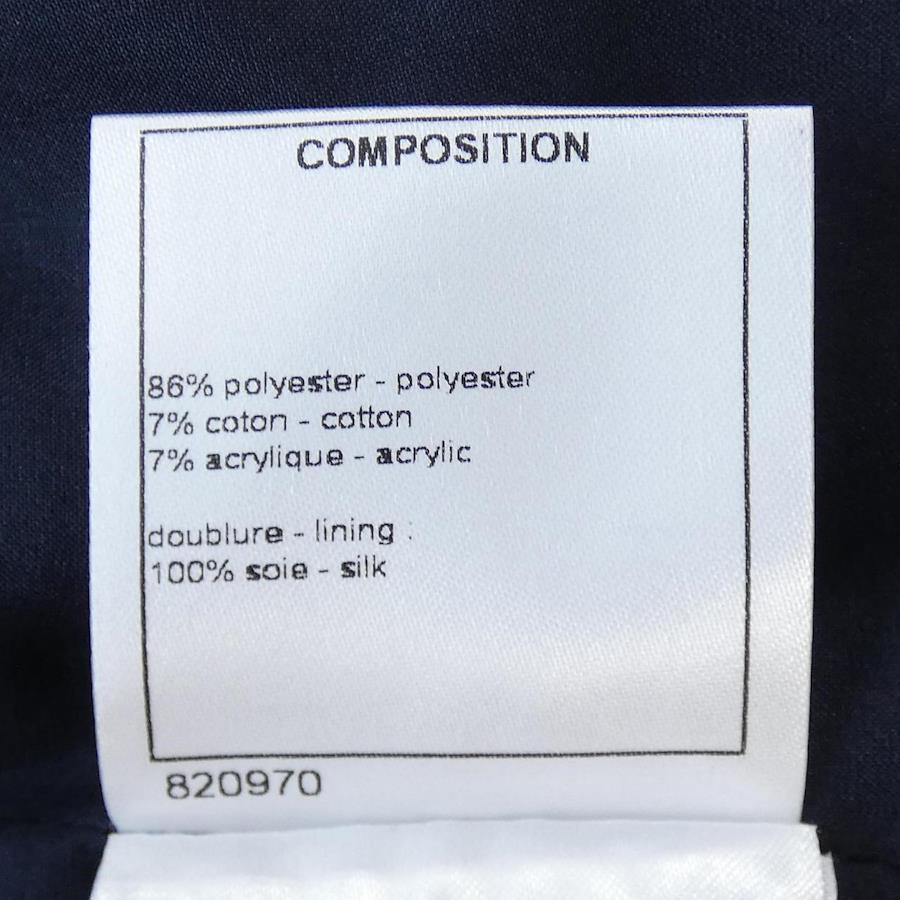 COMPOSITION
86% polyester - polyester
7% coton - cotton
7% acrylique - acrylic
doublure - lining :
100% soie - silk
820970